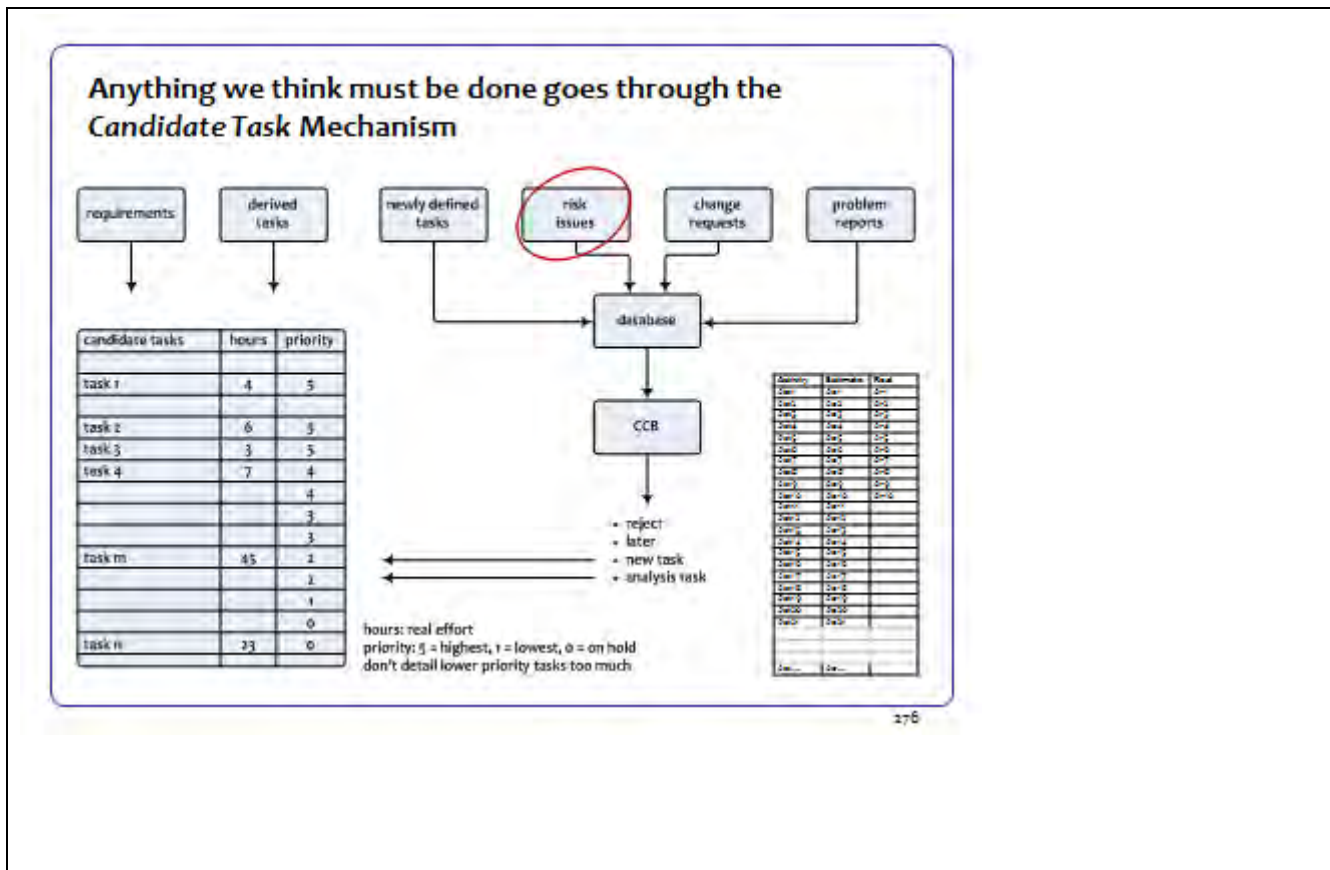 Anything we think must be done goes through the
Candidate Task Mechanism
requirements
derived
tasks
newly defined
tasks
risk
issues
change
requests
problem
reports
database
CCB
• reject
• later
• new task
• analysis task
candidate tasks hours priority
task 1 4 5
task 2 6 5
task 3 3 5
task 4 7 4
4
3
3
task m 45 2
2
1
0
task n 23 0
hours: real effort
priority: 5 = highest, 1 = lowest, 0 = on hold
don't detail lower priority tasks too much
Activity Estimate Real
276